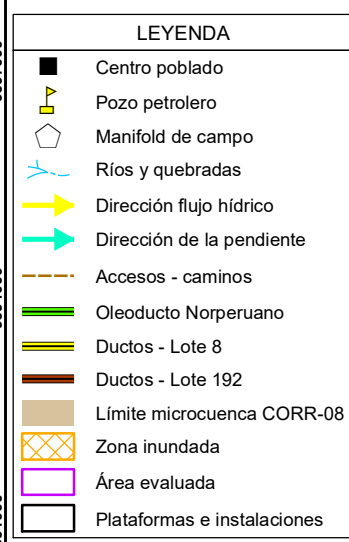 LEYENDA
Centro poblado
Pozo petrolero
Manifold de campo
Ríos y quebradas
Dirección flujo hídrico
Dirección de la pendiente
Accesos - caminos
Oleoducto Norperuano
Ductos - Lote 8
Ductos - Lote 192
Límite microcuenca CORR-08
Zona inundada
Área evaluada
Plataformas e instalaciones